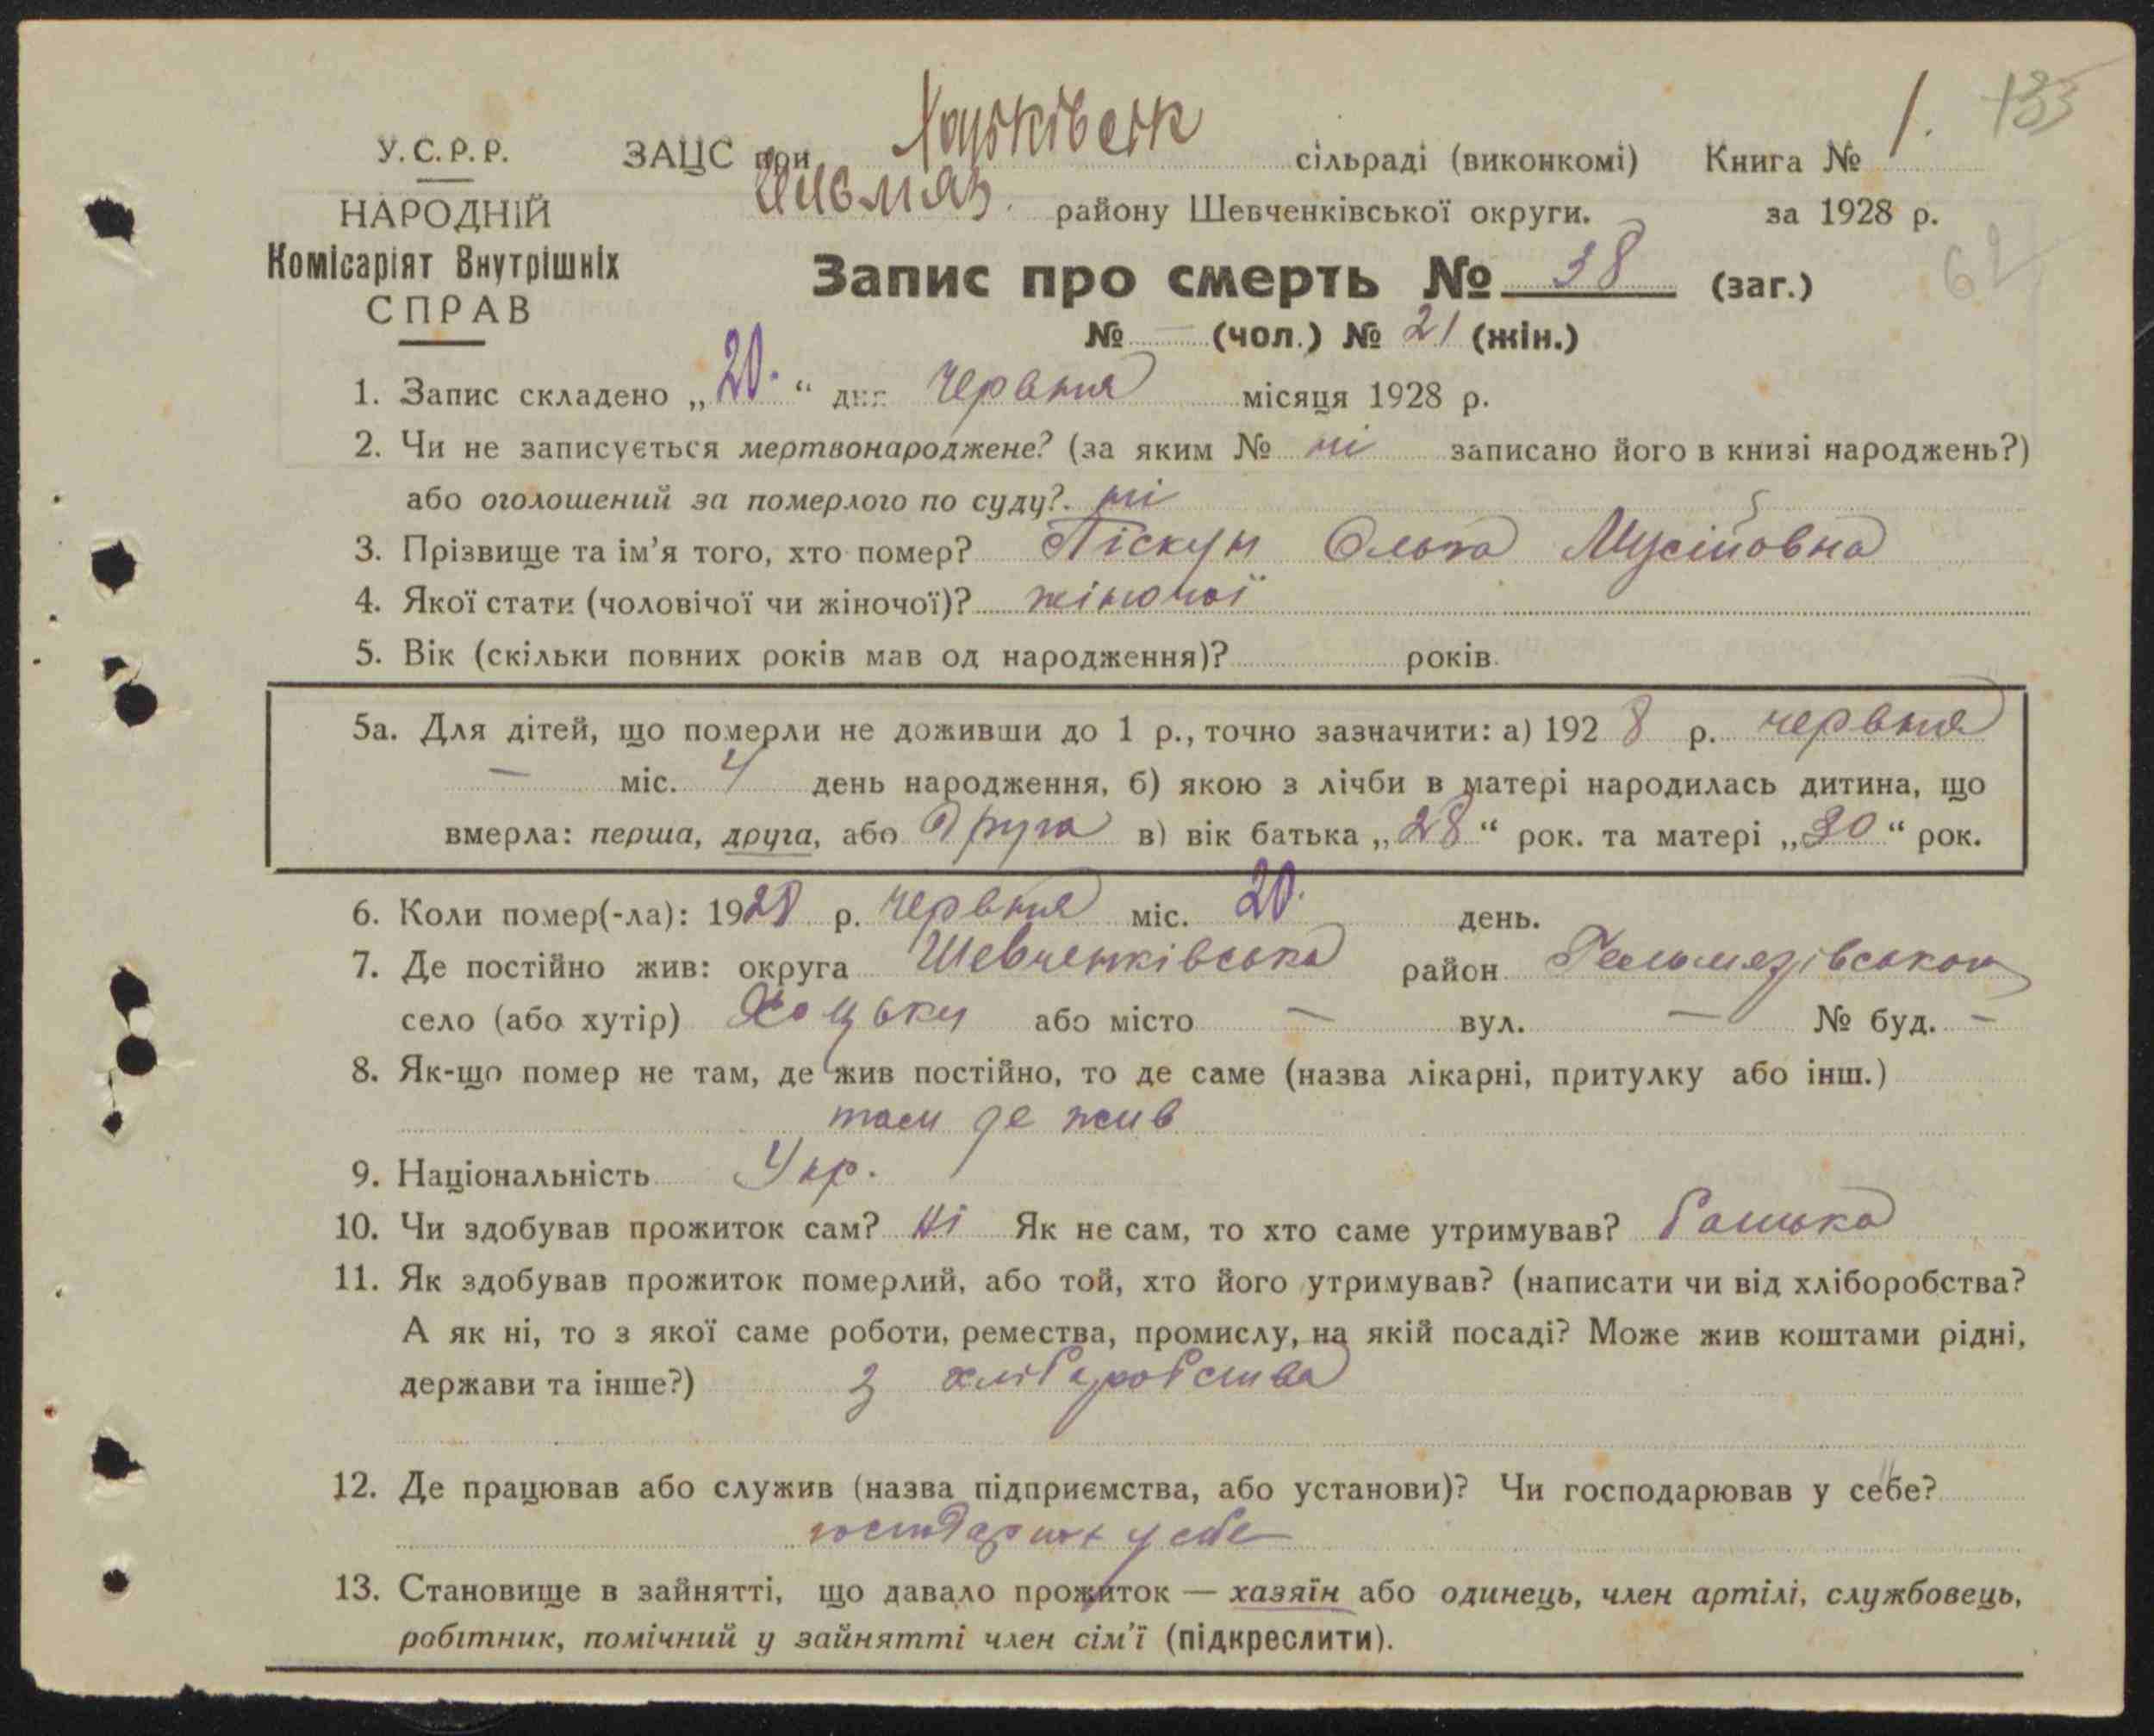 133
У.С.Р.Р. ЗАЦС при Хоцьківськ сільраді (виконкомі) Книга № 1.
НАРОДНІЙ району Шевченківської округи. за 1928 р.
Комісаріят Внутрішніх
СПРАВ
62
Запис про смерть № 38 (заг.)
№ — (чол.) № 21 (жін.)
1. Запис складено „20.“ дня червня місяця 1928 р.
2. Чи не записується мертвонароджене? (за яким № ні записано його в книзі народжень?)
або оголошений за померлого по суду? ні
3. Прізвище та ім’я того, хто помер? Піскун Ольга Мусійовна
4. Якої стати (чоловічої чи жіночої)? жіночої
5. Вік (скільки повних років мав од народження)? років
5а. Для дітей, що померли не доживши до 1 р., точно зазначити: а) 1928 р. червня
— міс. 4 день народження, б) якою з лічби в матері народилась дитина, що
вмерла: перша, друга, або друга в) вік батька „28“ рок. та матері „30“ рок.
6. Коли помер(-ла): 1928 р. червня міс. 20. день.
7. Де постійно жив: округа Шевченківська район Гельмязівського
село (або хутір) Хоцьки або місто — вул. — № буд. —
8. Як-що помер не там, де жив постійно, то де саме (назва лікарні, притулку або інш.)
там де жив
9. Національність Укр.
10. Чи здобував прожиток сам? Ні Як не сам, то хто саме утримував? батько
11. Як здобував прожиток померлий, або той, хто його утримував? (написати чи від хліборобства?
А як ні, то з якої саме роботи, ремества, промислу, на якій посаді? Може жив коштами рідні,
держави та інше?) з хліборобства
12. Де працював або служив (назва підприємства, або установи)? Чи господарював у себе?
у себе
13. Становище в зайнятті, що давало прожиток — хазяїн або одинець, член артілі, службовець,
робітник, помічний у зайнятті член сім’ї (підкреслити).